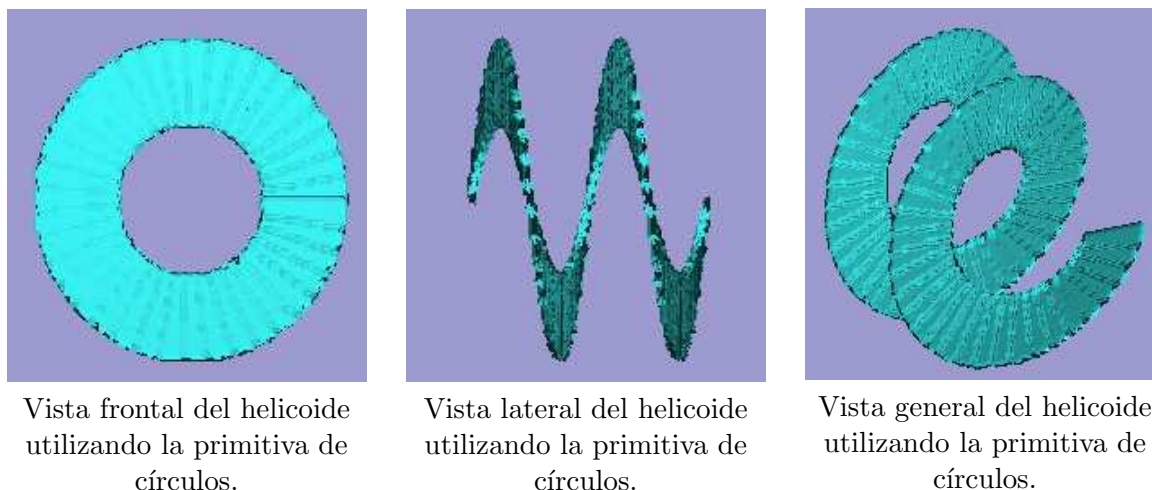 Vista frontal del helicoide
utilizando la primitiva de
círculos.
Vista lateral del helicoide
utilizando la primitiva de
círculos.
Vista general del helicoide
utilizando la primitiva de
círculos.